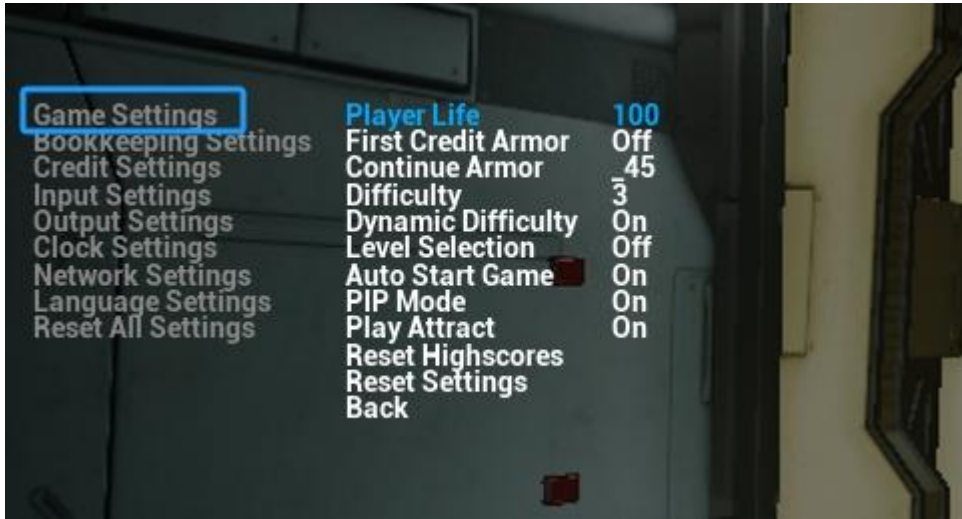 Game Settings
Bookkeeping Settings
Credit Settings
Input Settings
Output Settings
Clock Settings
Network Settings
Language Settings
Reset All Settings
Player Life 100
First Credit Armor Off
Continue Armor _45
Difficulty 3
Dynamic Difficulty On
Level Selection Off
Auto Start Game On
PIP Mode On
Play Attract On
Reset Highscores
Reset Settings
Back